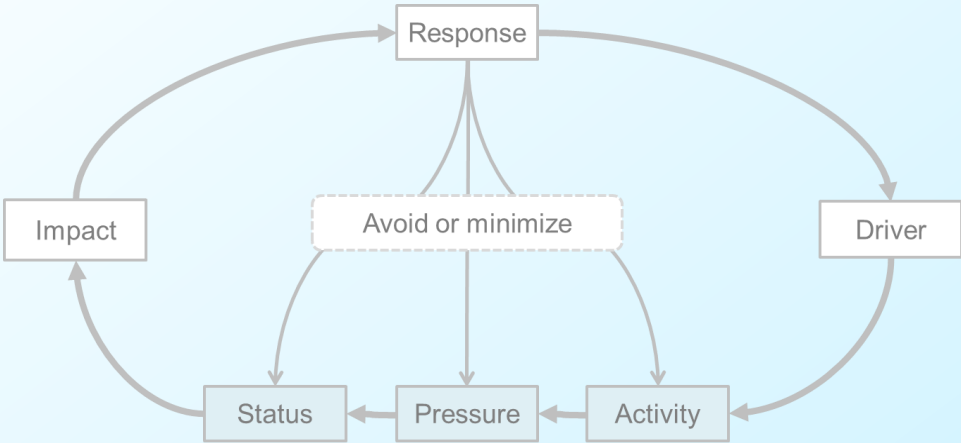 Response
Impact
Avoid or minimize
Driver
Status
Pressure
Activity